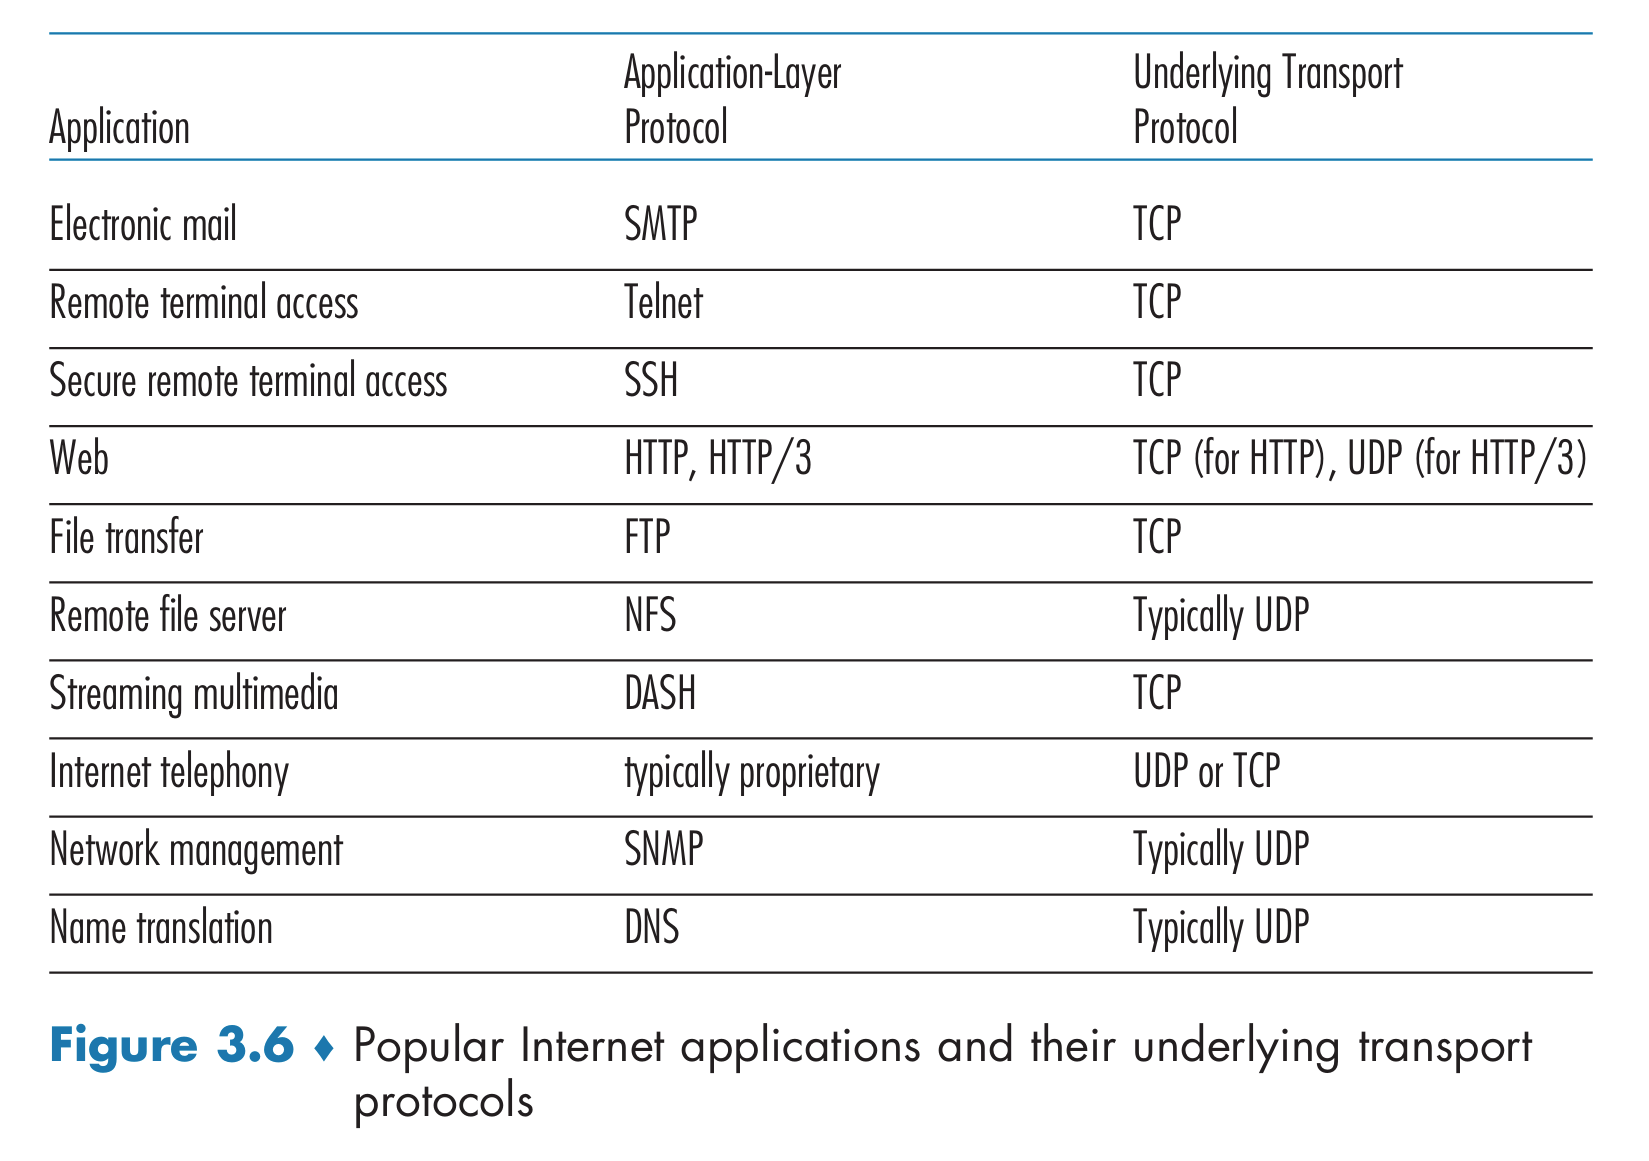 Application Application-Layer Protocol Underlying Transport Protocol
Electronic mail SMTP TCP
Remote terminal access Telnet TCP
Secure remote terminal access SSH TCP
Web HTTP, HTTP/3 TCP (for HTTP), UDP (for HTTP/3)
File transfer FTP TCP
Remote file server NFS Typically UDP
Streaming multimedia DASH TCP
Internet telephony typically proprietary UDP or TCP
Network management SNMP Typically UDP
Name translation DNS Typically UDP
Figure 3.6 ♦ Popular Internet applications and their underlying transport
protocols